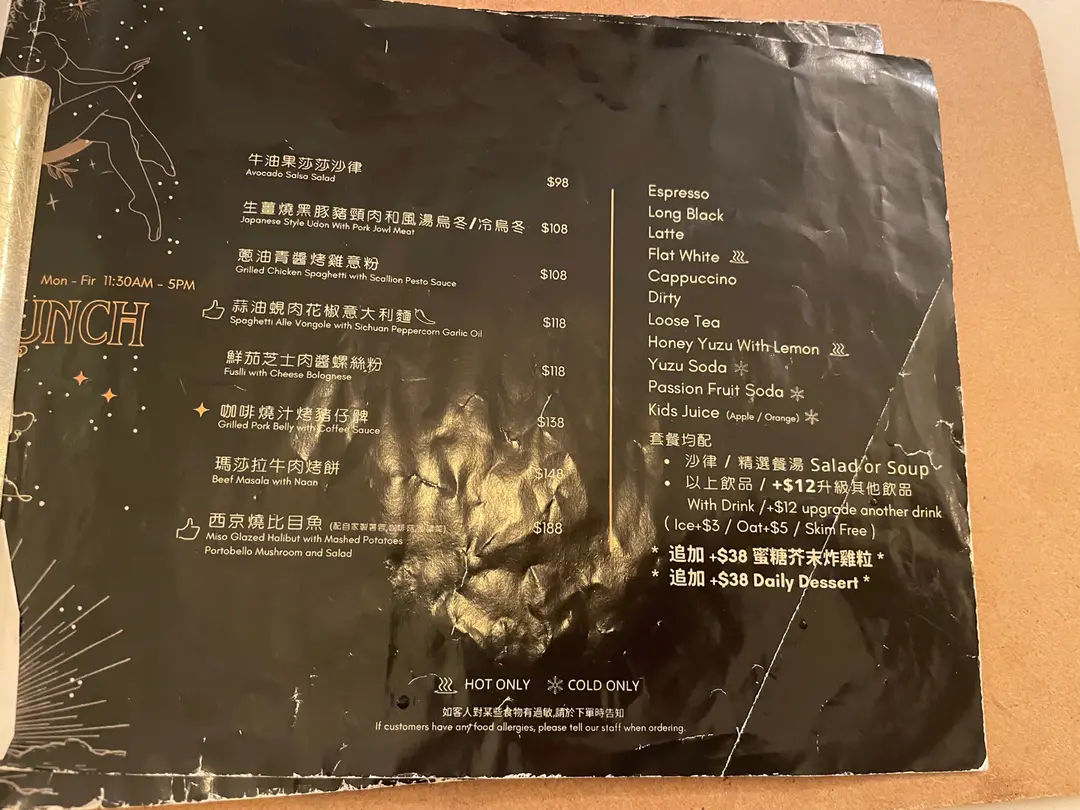 Mon - Fir 11:30AM - 5PM
UNCH
牛油果莎莎沙律
Avocado Salsa Salad
$98
生薑燒黑豚豬頸肉和風湯烏冬/冷烏冬
Japanese Style Udon With Pork Jowl Meat
$108
蔥油青醬烤雞意粉
Grilled Chicken Spaghetti with Scallion Pesto Sauce
$108
蒜油蜆肉花椒意大利麵
Spaghetti Alle Vongole with Sichuan Peppercorn Garlic Oil
$118
鮮茄芝士肉醬螺絲粉
Fuslli with Cheese Bolognese
$118
咖啡燒汁烤豬仔髀
Grilled Pork Belly with Coffee Sauce
$138
瑪莎拉牛肉烤餅
Beef Masala with Naan
$148
西京燒比目魚
$188
Miso Glazed Holibut with Mashed Potatoes
Portobello Mushroom and Salad
Espresso
Long Black
Latte
Flat White
Cappuccino
Dirty
Loose Tea
Honey Yuzu With Lemon
Yuzu Soda
Passion Fruit Soda
Kids Juice (Apple / Orange)
套餐均配
• 沙律 / 精選餐湯 Salad or Soup
• 以上飲品 / +$12升級其他飲品
With Drink /+$12 upgrade another drink
( Ice+$3 / Oat+$5 / Skim Free )
* 追加 +$38 蜜糖芥末炸雞粒 *
* 追加 +$38 Daily Dessert *
HOT ONLY COLD ONLY
如客人對某些食物有過敏,請於下單時告知
If customers have any food allergies, please tell our staff when ordering.